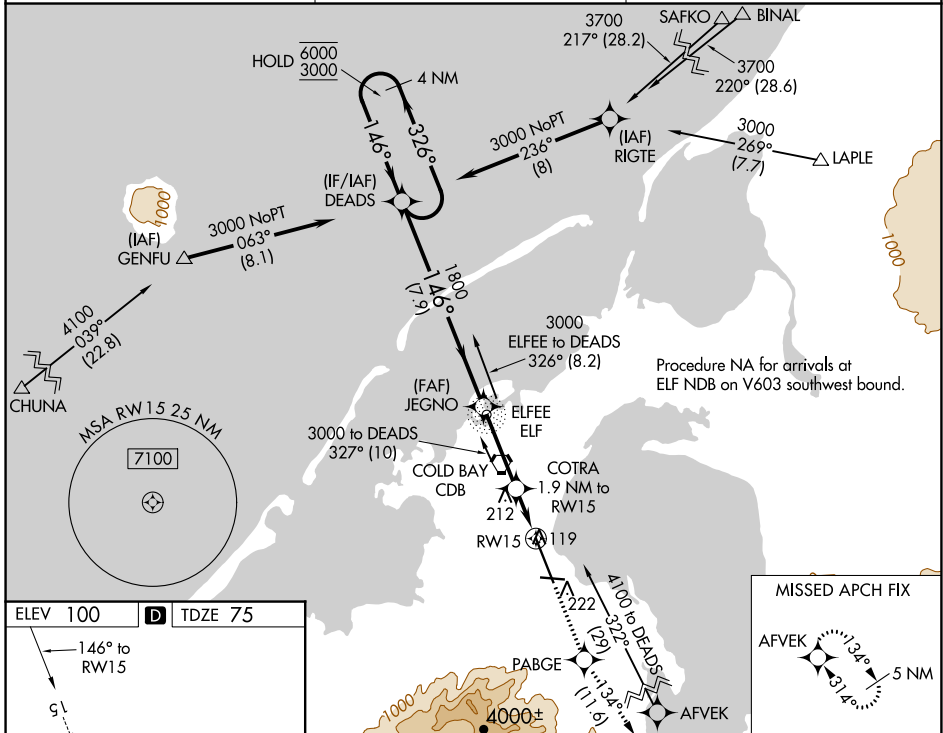 3700
217° (28.2)
SAFKO
BINAL
3700
220° (28.6)
HOLD 6000
3000
4 NM
146°
326°
3000 NoPT
236°
(8)
(IAF)
RIGTE
3000
269°
(7.7)
LAPLE
(IF/IAF)
DEADS
1000
(IAF)
GENFU
3000 NoPT
063°
(8.1)
1000
4100
039°
(22.8)
CHUNA
1800
146°
(7.9)
3000
ELFEE to DEADS
326° (8.2)
Procedure NA for arrivals at
ELF NDB on V603 southwest bound.
(FAF)
JEGNO
ELFEE
ELF
MSA RW15 25 NM
7100
3000 to DEADS
327° (10)
COLD BAY
CDB
COTRA
1.9 NM to
RW15
212
RW15
119
222
4100 to DEADS
322°
(29)
PABGE
134°
(11.6)
AFVEK
1000
4000±
ELEV 100
D
TDZE 75
146° to
RW15
15
MISSED APCH FIX
AFVEK
134°
314°
5 NM